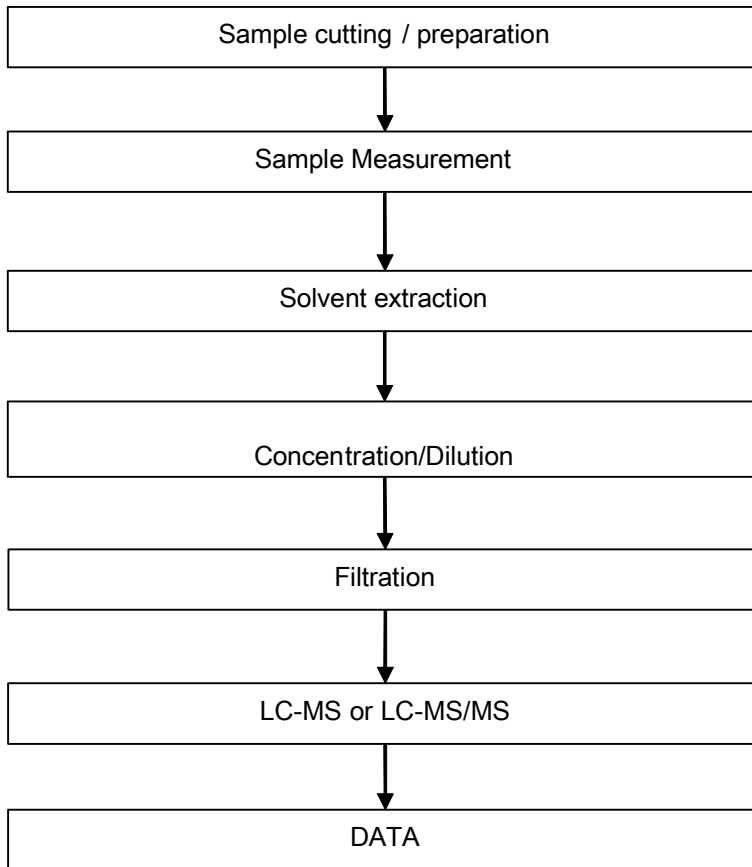 Sample cutting / preparation
Sample Measurement
Solvent extraction
Concentration/Dilution
Filtration
LC-MS or LC-MS/MS
DATA